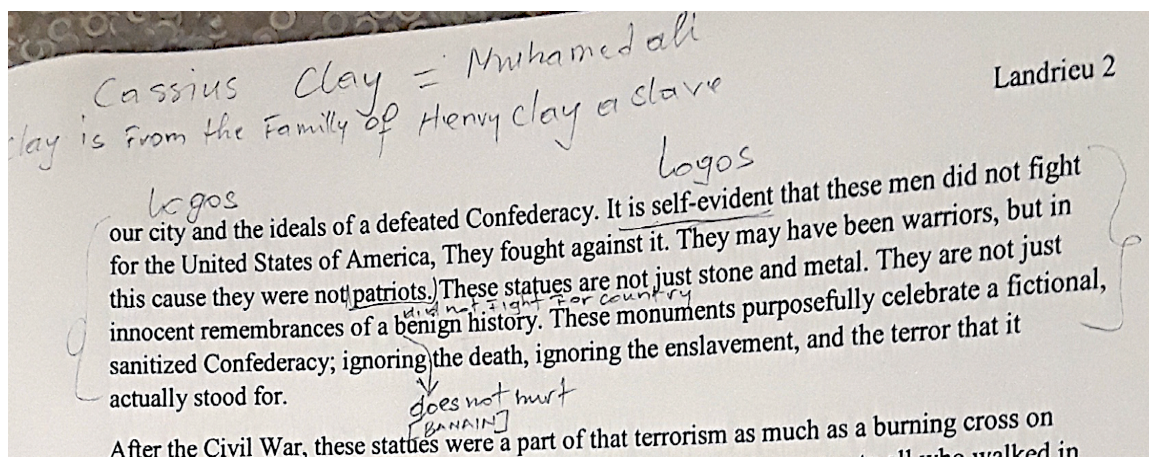 Cassius Clay = Muhamed ali
Landrieu 2
clay is From the Familly of Henry Clay a slave
Logos
logos
our city and the ideals of a defeated Confederacy. It is self-evident that these men did not fight
for the United States of America, They fought against it. They may have been warriors, but in
this cause they were not patriots. These statues are not just stone and metal. They are not just
did not fight for country
innocent remembrances of a benign history. These monuments purposefully celebrate a fictional,
sanitized Confederacy; ignoring the death, ignoring the enslavement, and the terror that it
actually stood for.
does not hurt
[BANAIN]
After the Civil War, these statues were a part of that terrorism as much as a burning cross on
who walked in